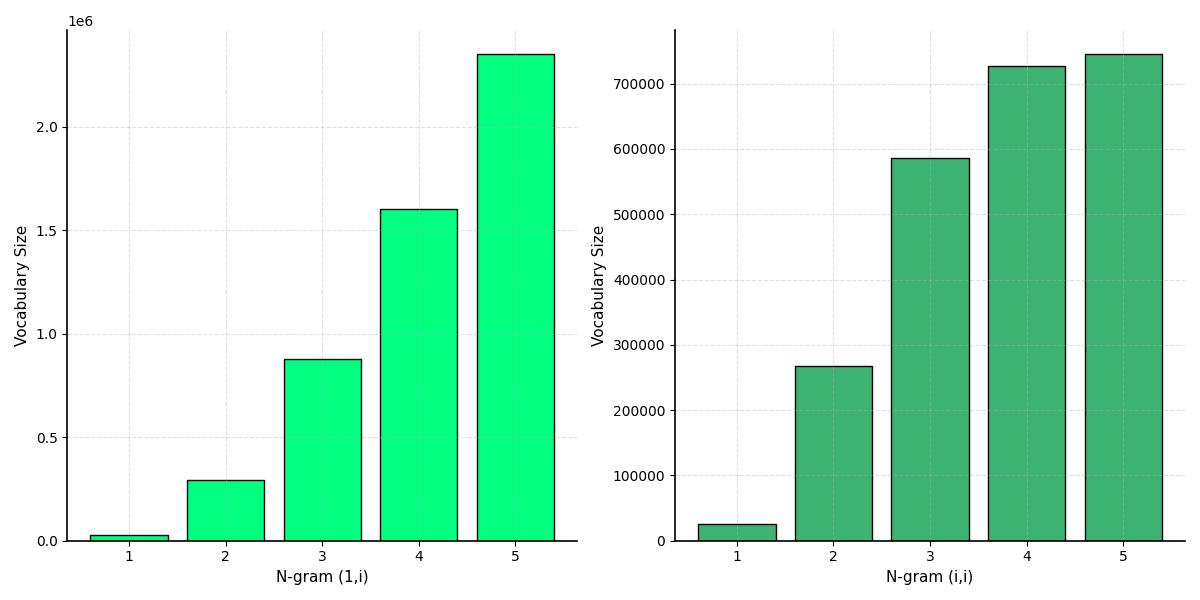 1e6
2.0
1.5
1.0
0.5
0.0
Vocabulary Size
1 2 3 4 5
N-gram (1,i)
700000
600000
500000
400000
300000
200000
100000
0
Vocabulary Size
1 2 3 4 5
N-gram (i,i)